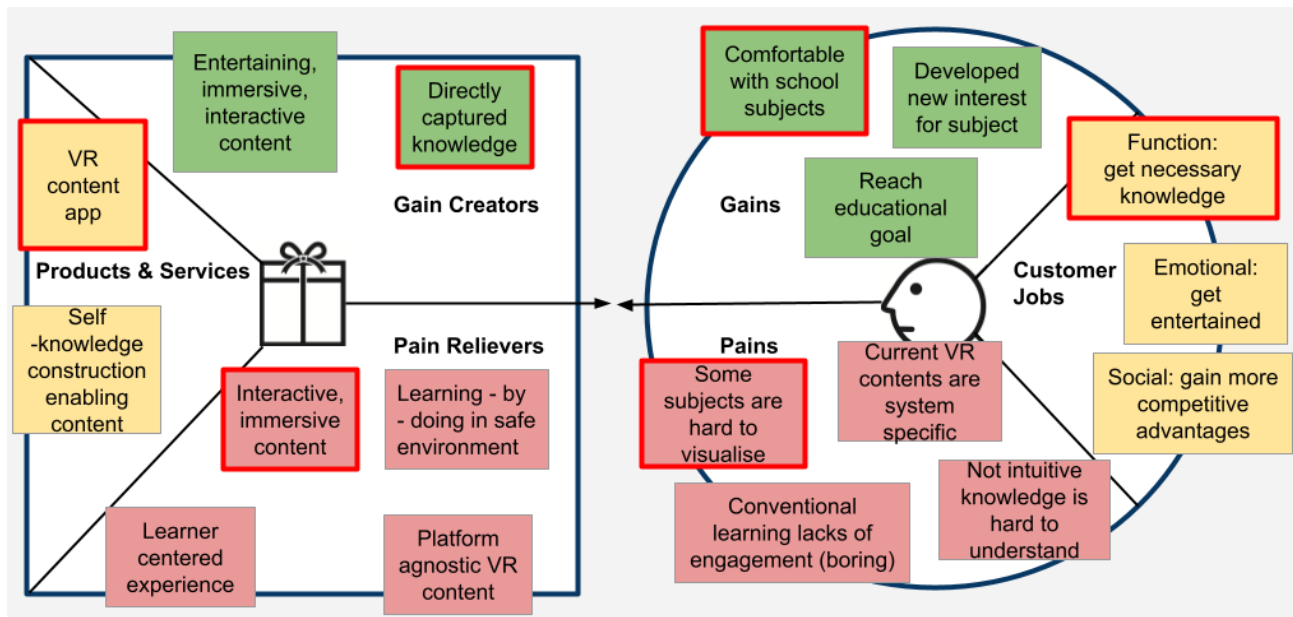 Entertaining,
immersive,
interactive
content
Directly
captured
knowledge
VR
content
app
Gain Creators
Products & Services
Self
-knowledge
construction
enabling
content
Pain Relievers
Interactive,
immersive
content
Learning - by
- doing in safe
environment
Learner
centered
experience
Platform
agnostic VR
content
Comfortable
with school
subjects
Developed
new interest
for subject
Function:
get necessary
knowledge
Gains
Reach
educational
goal
Customer
Jobs
Emotional:
get
entertained
Pains
Some
subjects are
hard to
visualise
Current VR
contents are
system
specific
Social: gain more
competitive
advantages
Conventional
learning lacks of
engagement (boring)
Not intuitive
knowledge is
hard to
understand